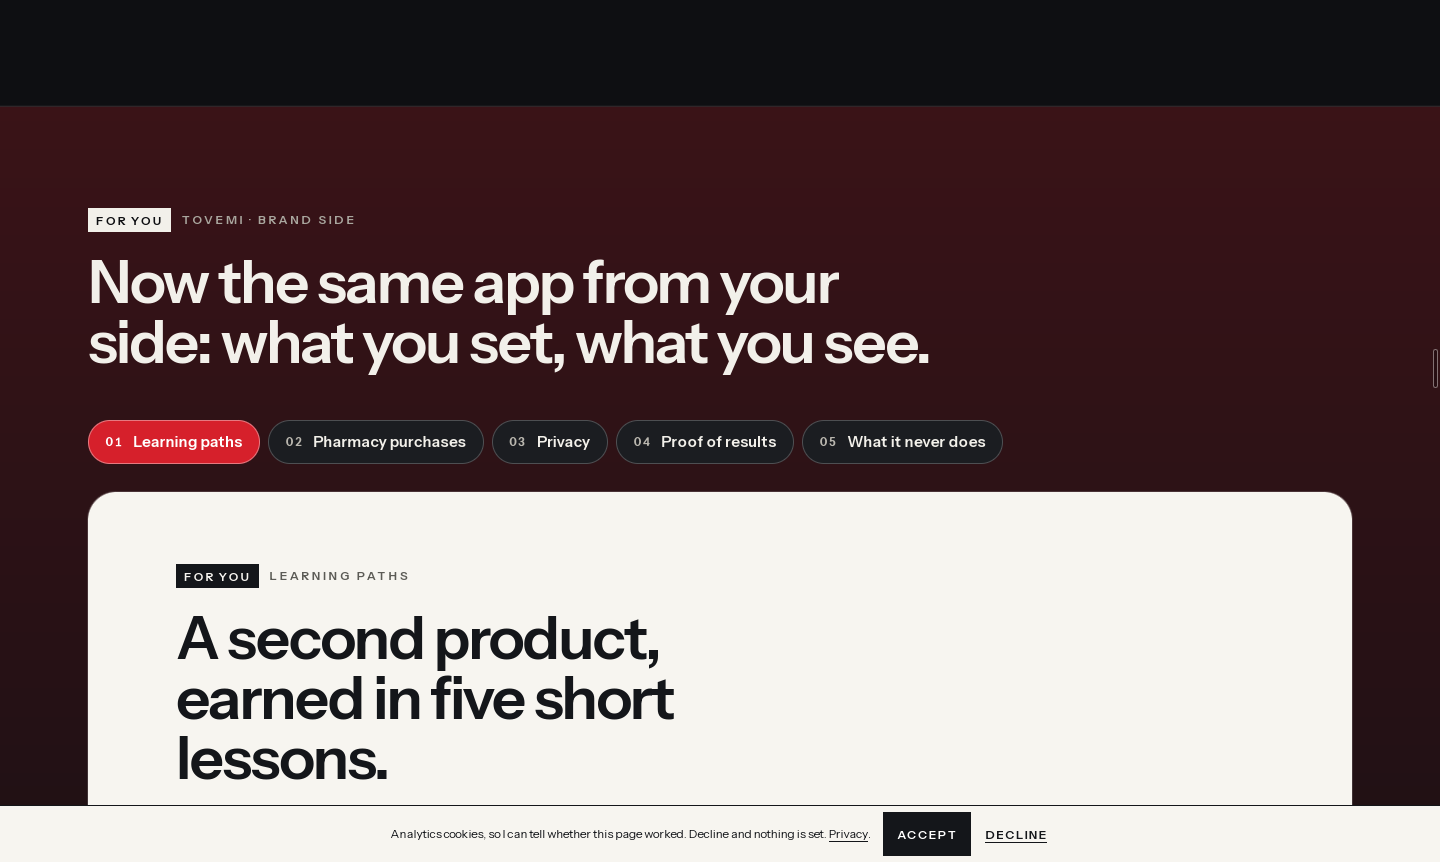 FOR YOU TOVEMI · BRAND SIDE
Now the same app from your
side: what you set, what you see.
01 Learning paths 02 Pharmacy purchases 03 Privacy 04 Proof of results 05 What it never does
FOR YOU LEARNING PATHS
A second product,
earned in five short
lessons.
Analytics cookies, so I can tell whether this page worked. Decline and nothing is set. Privacy. ACCEPT DECLINE